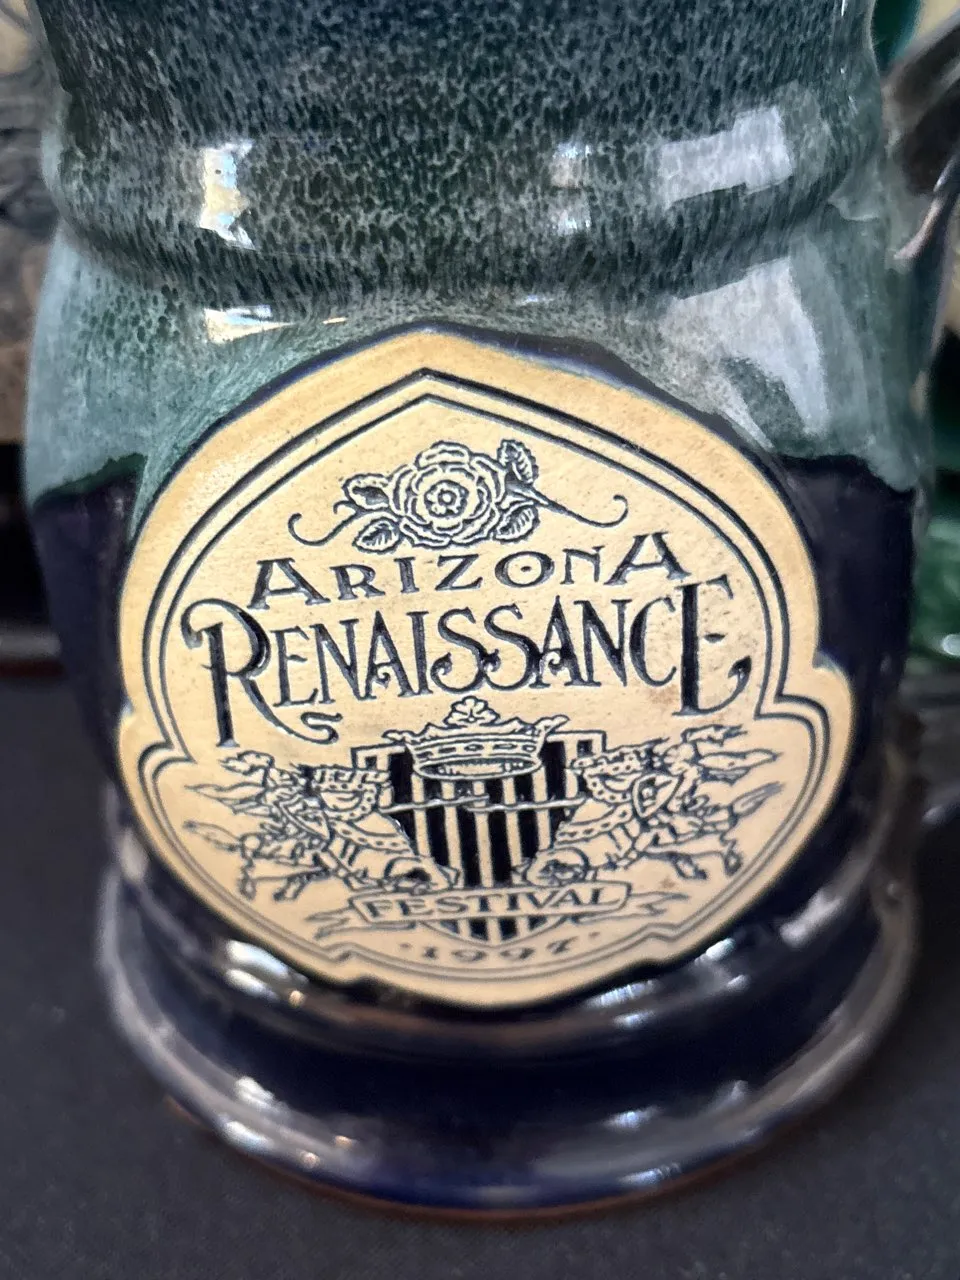 ARIZONA
RENAISSANCE
FESTIVAL
·1997·